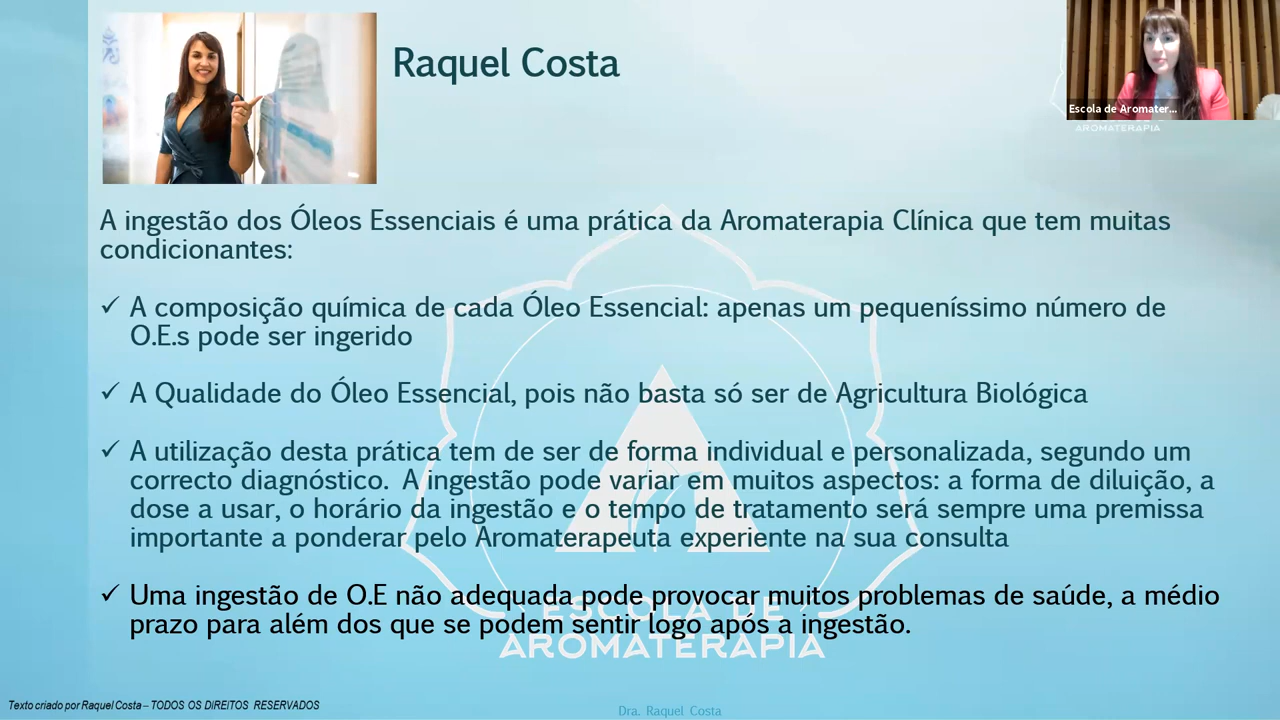 Raquel Costa
Escola de Aromater...
AROMATERAPIA
A ingestão dos Óleos Essenciais é uma prática da Aromaterapia Clínica que tem muitas
condicionantes:
✓ A composição química de cada Óleo Essencial: apenas um pequeníssimo número de
O.E.s pode ser ingerido
✓ A Qualidade do Óleo Essencial, pois não basta só ser de Agricultura Biológica
✓ A utilização desta prática tem de ser de forma individual e personalizada, segundo um
correcto diagnóstico. A ingestão pode variar em muitos aspectos: a forma de diluição, a
dose a usar, o horário da ingestão e o tempo de tratamento será sempre uma premissa
importante a ponderar pelo Aromaterapeuta experiente na sua consulta
✓ Uma ingestão de O.E não adequada pode provocar muitos problemas de saúde, a médio
prazo para além dos que se podem sentir logo após a ingestão.
ESCOLA DE
AROMATERAPIA
Texto criado por Raquel Costa – TODOS OS DiREITOS RESERVADOS
Dra. Raquel Costa